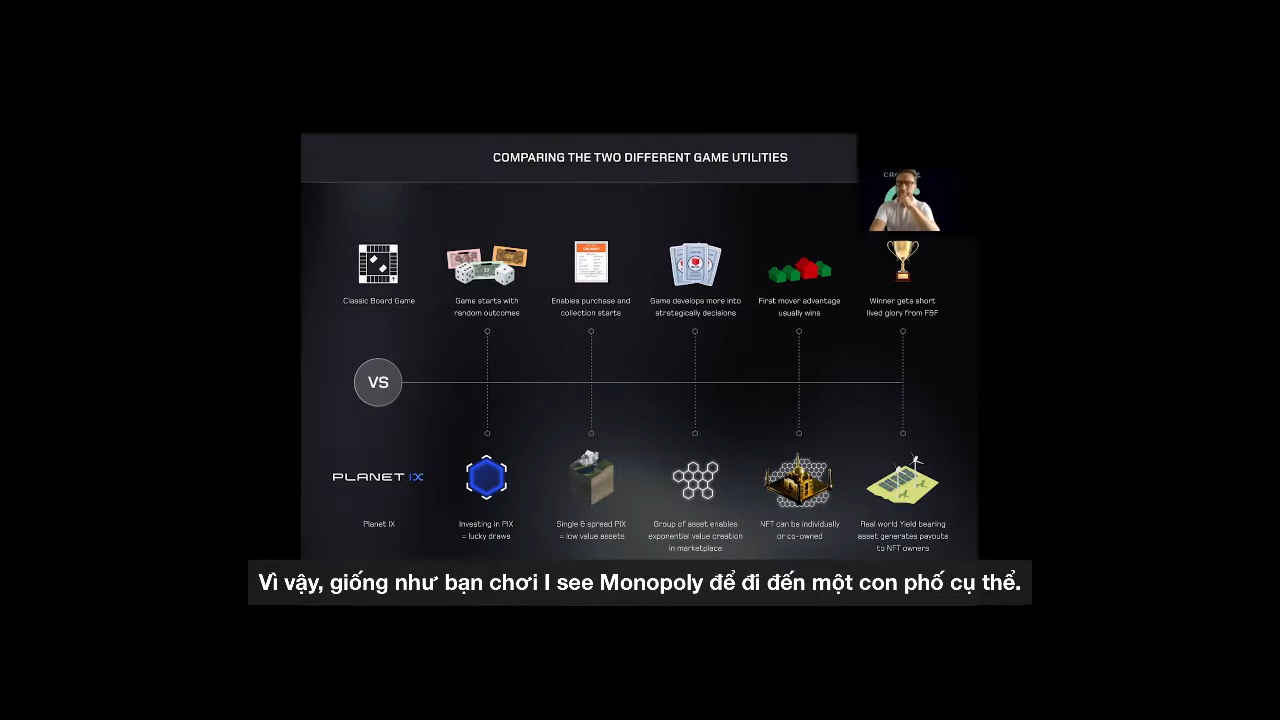 COMPARING THE TWO DIFFERENT GAME UTILITIES
Classic Board Game
Game starts with
random outcomes
Enables purchase and
collection starts
Game develops more into
strategically decisions
First mover advantage
usually wins
Winner gets short
lived glory from F&F
VS
PLANET IX
Planet IX
Investing in PIX
= lucky draws
Single & spread PIX
= low value assets
Group of asset enables
exponential value creation
in marketplace
NFT can be individually
or co-owned
Real world Yield bearing
asset generates payouts
to NFT owners
Vì vậy, giống như bạn chơi I see Monopoly để đi đến một con phố cụ thể.